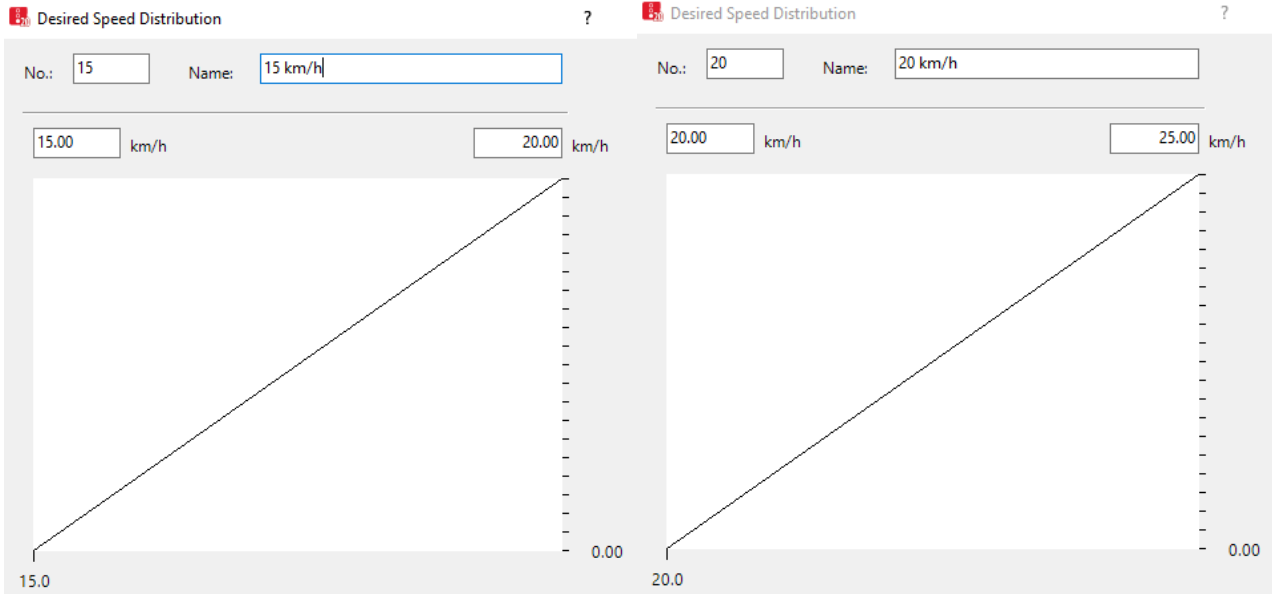 Desired Speed Distribution ?
No.: 15 Name: 15 km/h
15.00 km/h 20.00 km/h
0.00
15.0
Desired Speed Distribution ?
No.: 20 Name: 20 km/h
20.00 km/h 25.00 km/h
0.00
20.0